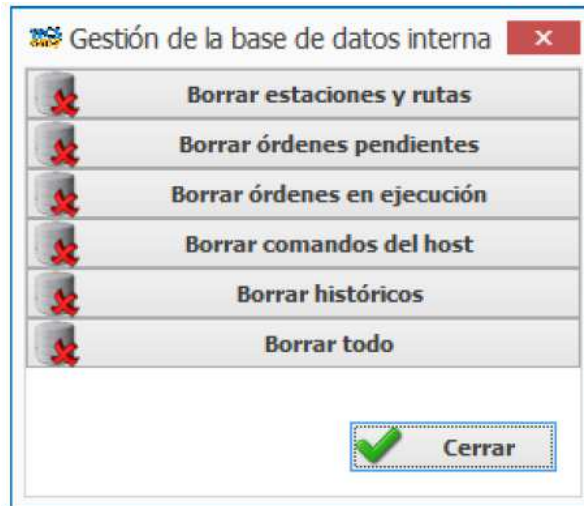 Gestión de la base de datos interna
Borrar estaciones y rutas
Borrar órdenes pendientes
Borrar órdenes en ejecución
Borrar comandos del host
Borrar históricos
Borrar todo
Cerrar